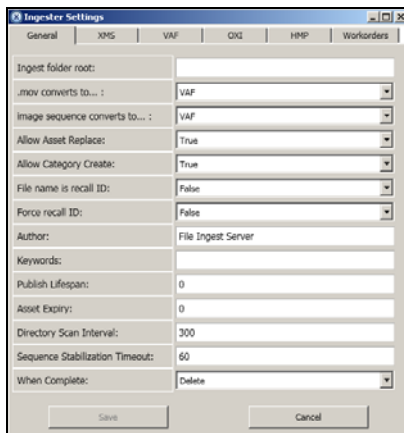 Ingester Settings
General XMS VAF OXI HMP Workorders
Ingest folder root:
.mov converts to... : VAF
image sequence converts to... : VAF
Allow Asset Replace: True
Allow Category Create: True
File name is recall ID: False
Force recall ID: False
Author: File Ingest Server
Keywords:
Publish Lifespan: 0
Asset Expiry: 0
Directory Scan Interval: 300
Sequence Stabilization Timeout: 60
When Complete: Delete
Save Cancel